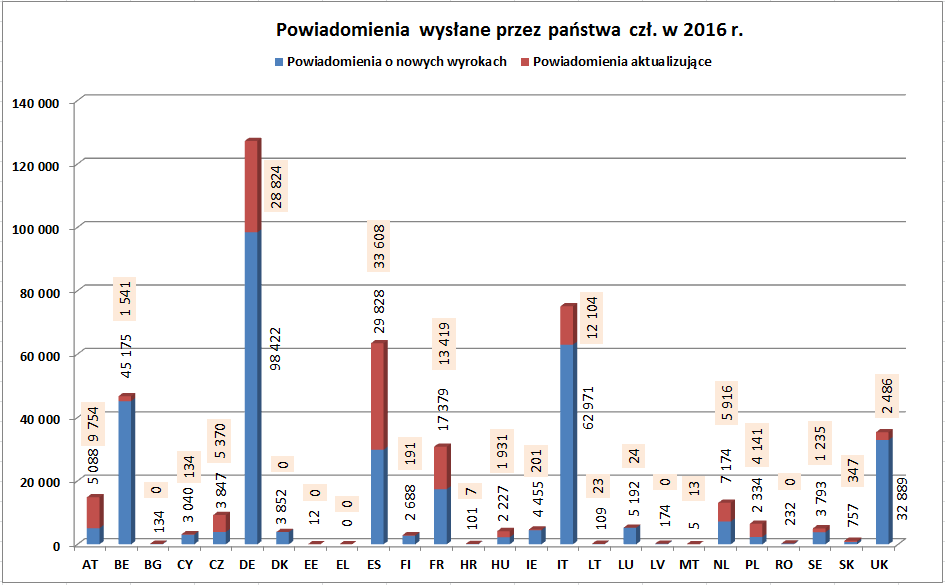 Powiadomienia wysłane przez państwa czł. w 2016 r.
Powiadomienia o nowych wyrokach Powiadomienia aktualizujące
140 000
120 000
100 000
80 000
60 000
40 000
20 000
0
5 088 9 754
45 175 1 541
134 0
3 040 134
3 847 5 370
98 422 28 824
3 852 0
12 0
0 0
29 828 33 608
2 688 191
17 379 13 419
101 7
2 227 1 931
4 455 201
62 971 12 104
109 23
5 192 24
174 0
5 13
7 174 5 916
2 334 4 141
232 0
3 793 1 235
757 347
32 889 2 486
AT BE BG CY CZ DE DK EE EL ES FI FR HR HU IE IT LT LU LV MT NL PL RO SE SK UK